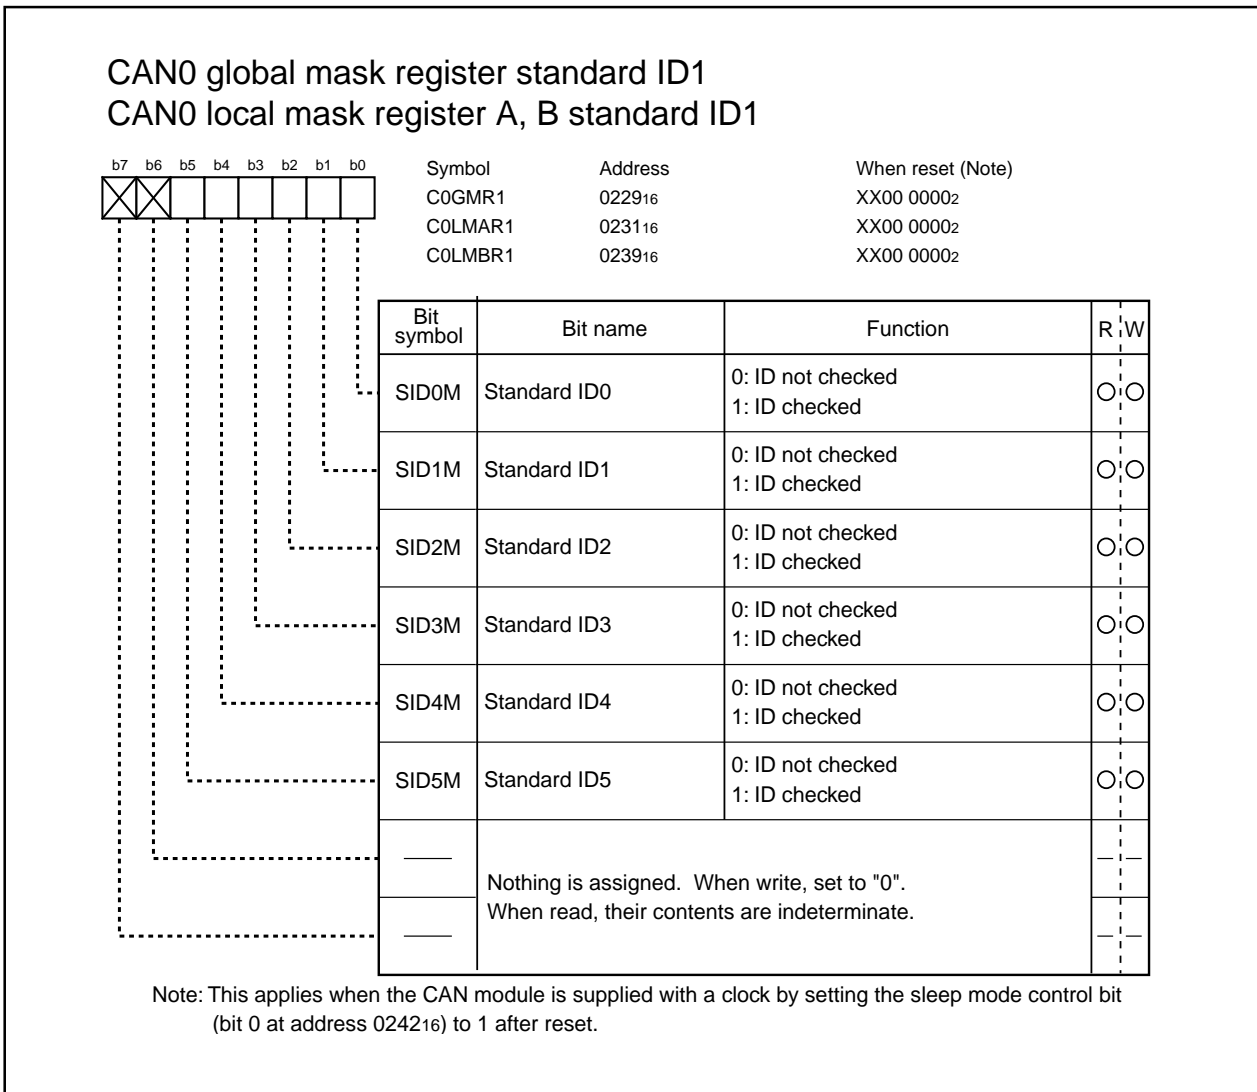 CAN0 global mask register standard ID1
CAN0 local mask register A, B standard ID1
b7 b6 b5 b4 b3 b2 b1 b0
Symbol Address When reset (Note)
C0GMR1 022916 XX00 00002
C0LMAR1 023116 XX00 00002
C0LMBR1 023916 XX00 00002
Bit symbol Bit name Function R W
SID0M Standard ID0 0: ID not checked
1: ID checked
SID1M Standard ID1 0: ID not checked
1: ID checked
SID2M Standard ID2 0: ID not checked
1: ID checked
SID3M Standard ID3 0: ID not checked
1: ID checked
SID4M Standard ID4 0: ID not checked
1: ID checked
SID5M Standard ID5 0: ID not checked
1: ID checked
Nothing is assigned. When write, set to "0".
When read, their contents are indeterminate.
Note: This applies when the CAN module is supplied with a clock by setting the sleep mode control bit
(bit 0 at address 024216) to 1 after reset.